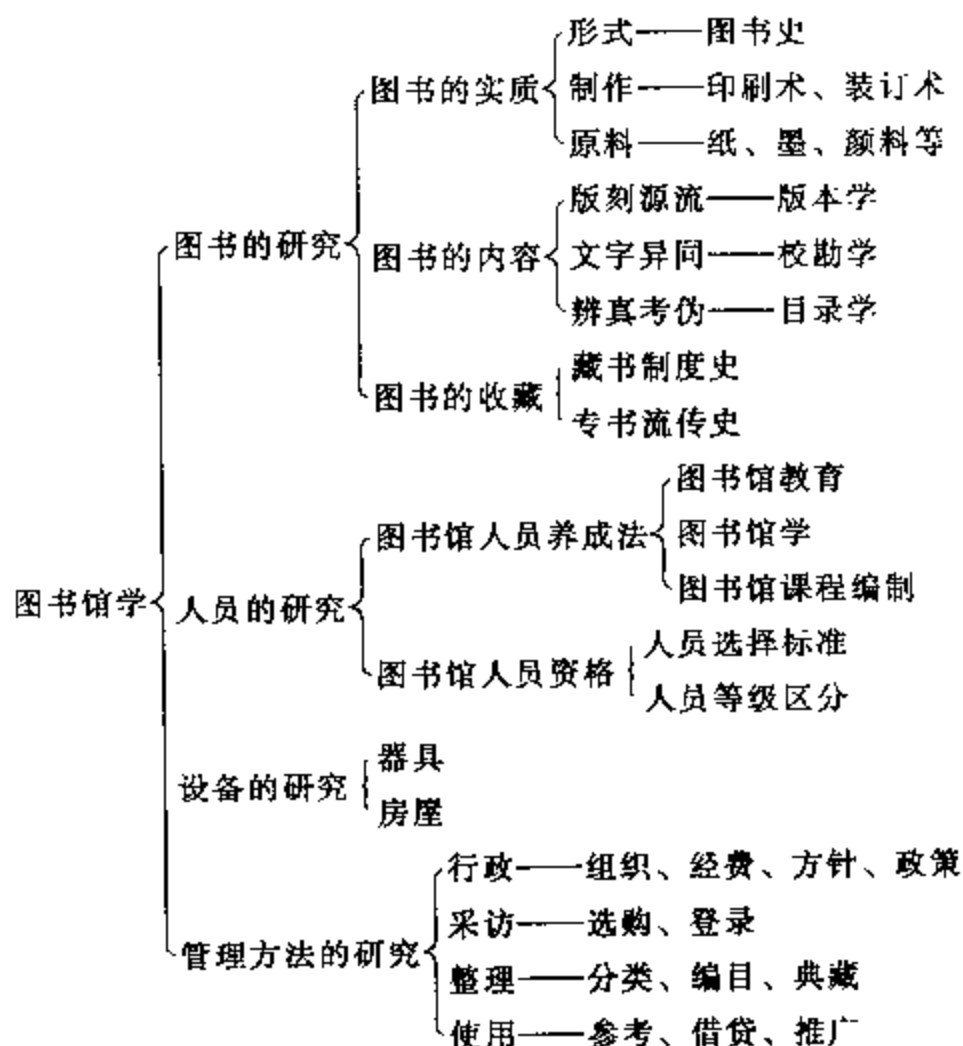 图书馆学
图书的研究
图书的实质
形式——图书史
制作——印刷术、装订术
原料——纸、墨、颜料等
图书的内容
版刻源流——版本学
文字异同——校勘学
辨真考伪——目录学
图书的收藏
藏书制度史
专书流传史
人员的研究
图书馆人员养成法
图书馆教育
图书馆学
图书馆课程编制
图书馆人员资格
人员选择标准
人员等级区分
设备的研究
器具
房屋
管理方法的研究
行政——组织、经费、方针、政策
采访——选购、登录
整理——分类、编目、典藏
使用——参考、借贷、推广